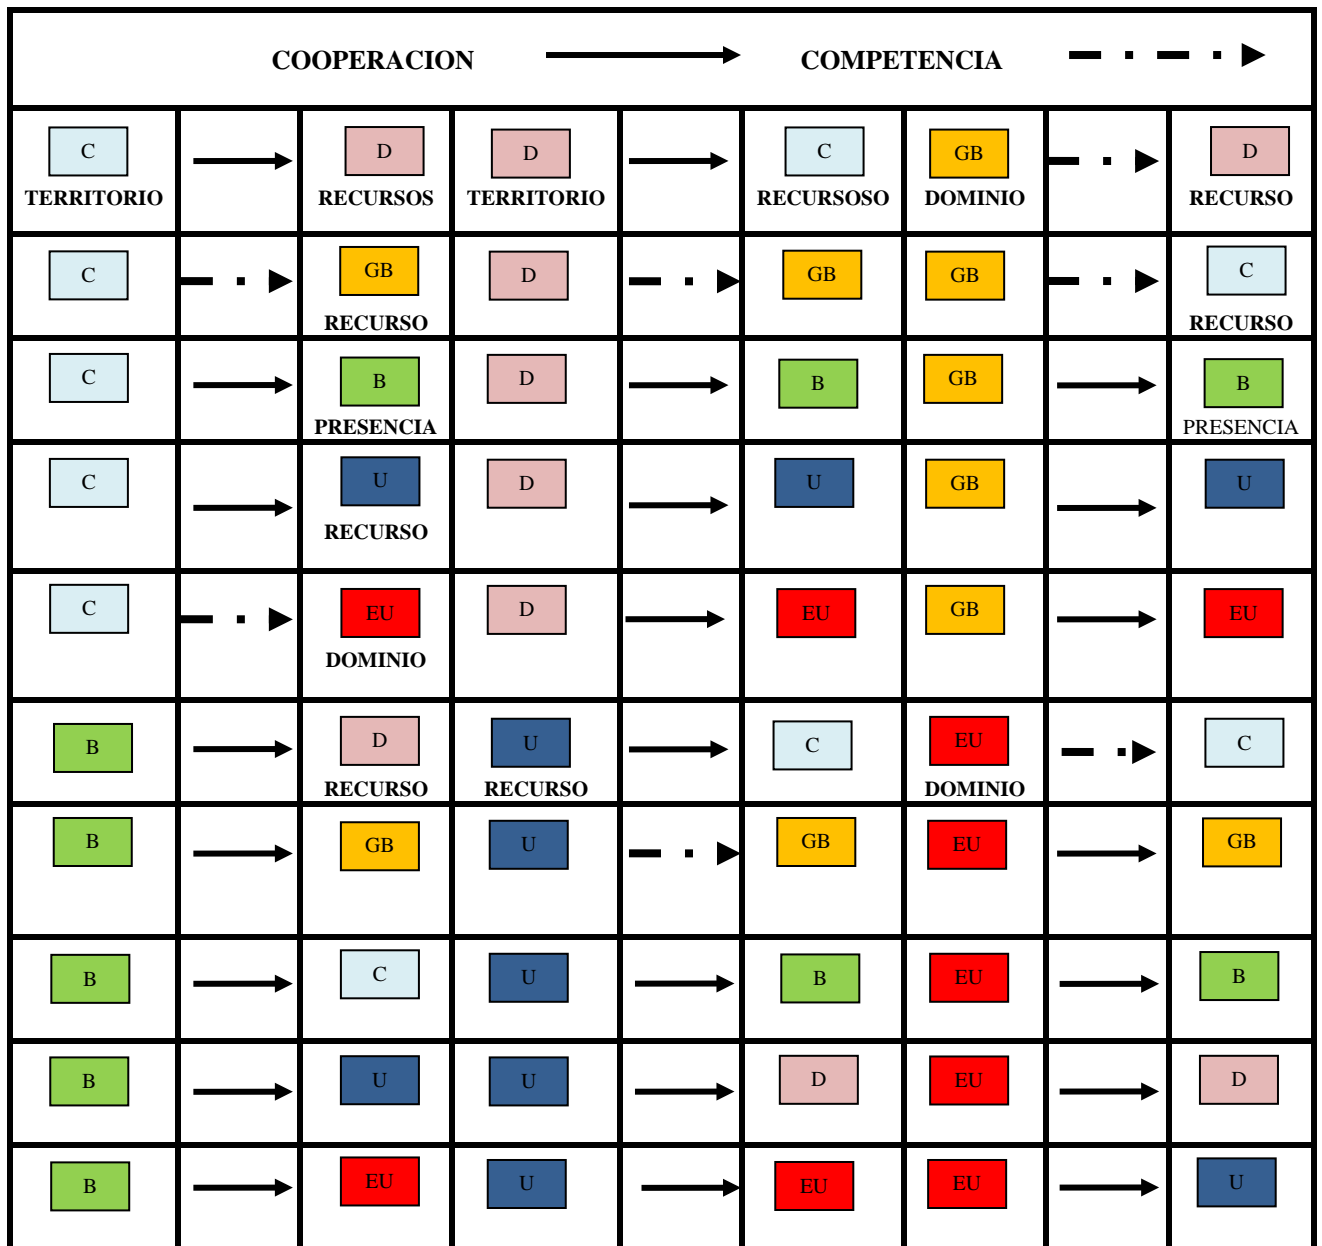 COOPERACION COMPETENCIA
C D D C GB D
TERRITORIO RECURSOS TERRITORIO RECURSOSO DOMINIO RECURSO
C GB D GB GB C
RECURSO RECURSO
C B D B GB B
PRESENCIA PRESENCIA
C U D U GB U
RECURSO
C EU D EU GB EU
DOMINIO
B D U C EU C
RECURSO RECURSO DOMINIO
B GB U GB EU GB
B C U B EU B
B U U D EU D
B EU U EU EU U